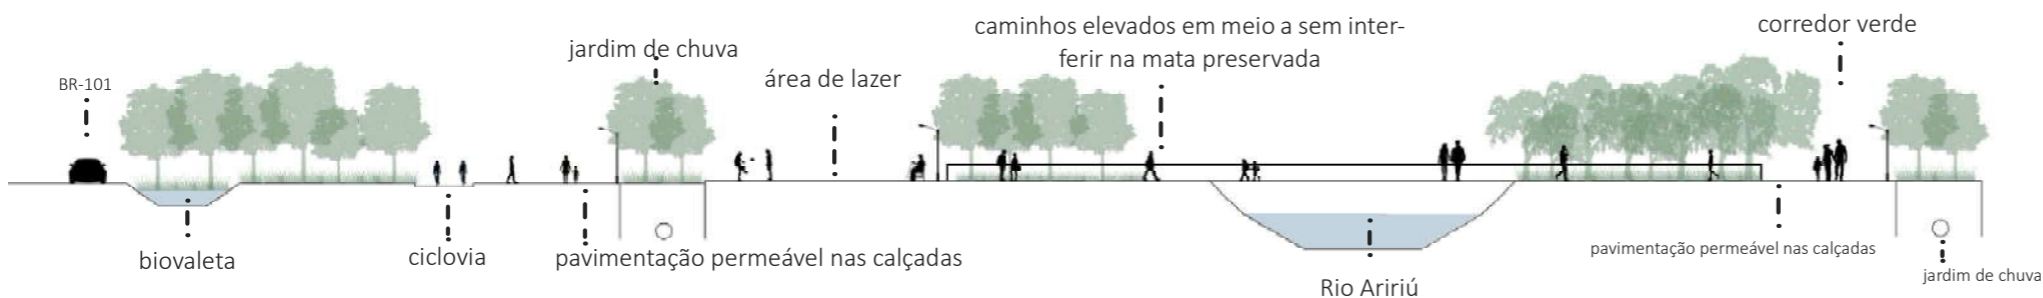 BR-101
biovaleta
ciclovia
jardim de chuva
pavimentação permeável nas calçadas
área de lazer
caminhos elevados em meio a sem inter-
ferir na mata preservada
Rio Aririú
corredor verde
pavimentação permeável nas calçadas
jardim de chuva